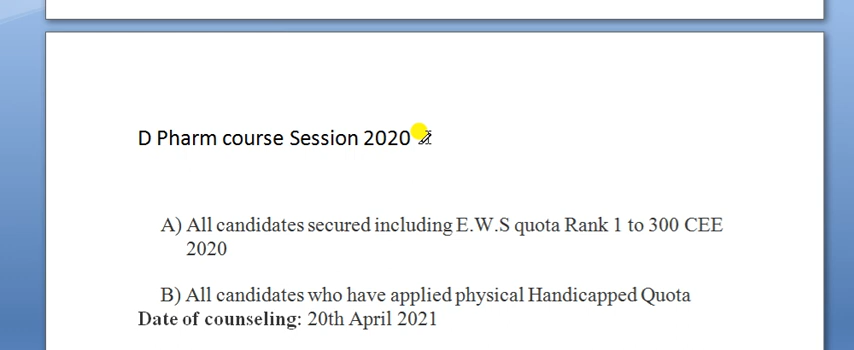 D Pharm course Session 2020
A) All candidates secured including E.W.S quota Rank 1 to 300 CEE
2020
B) All candidates who have applied physical Handicapped Quota
Date of counseling: 20th April 2021